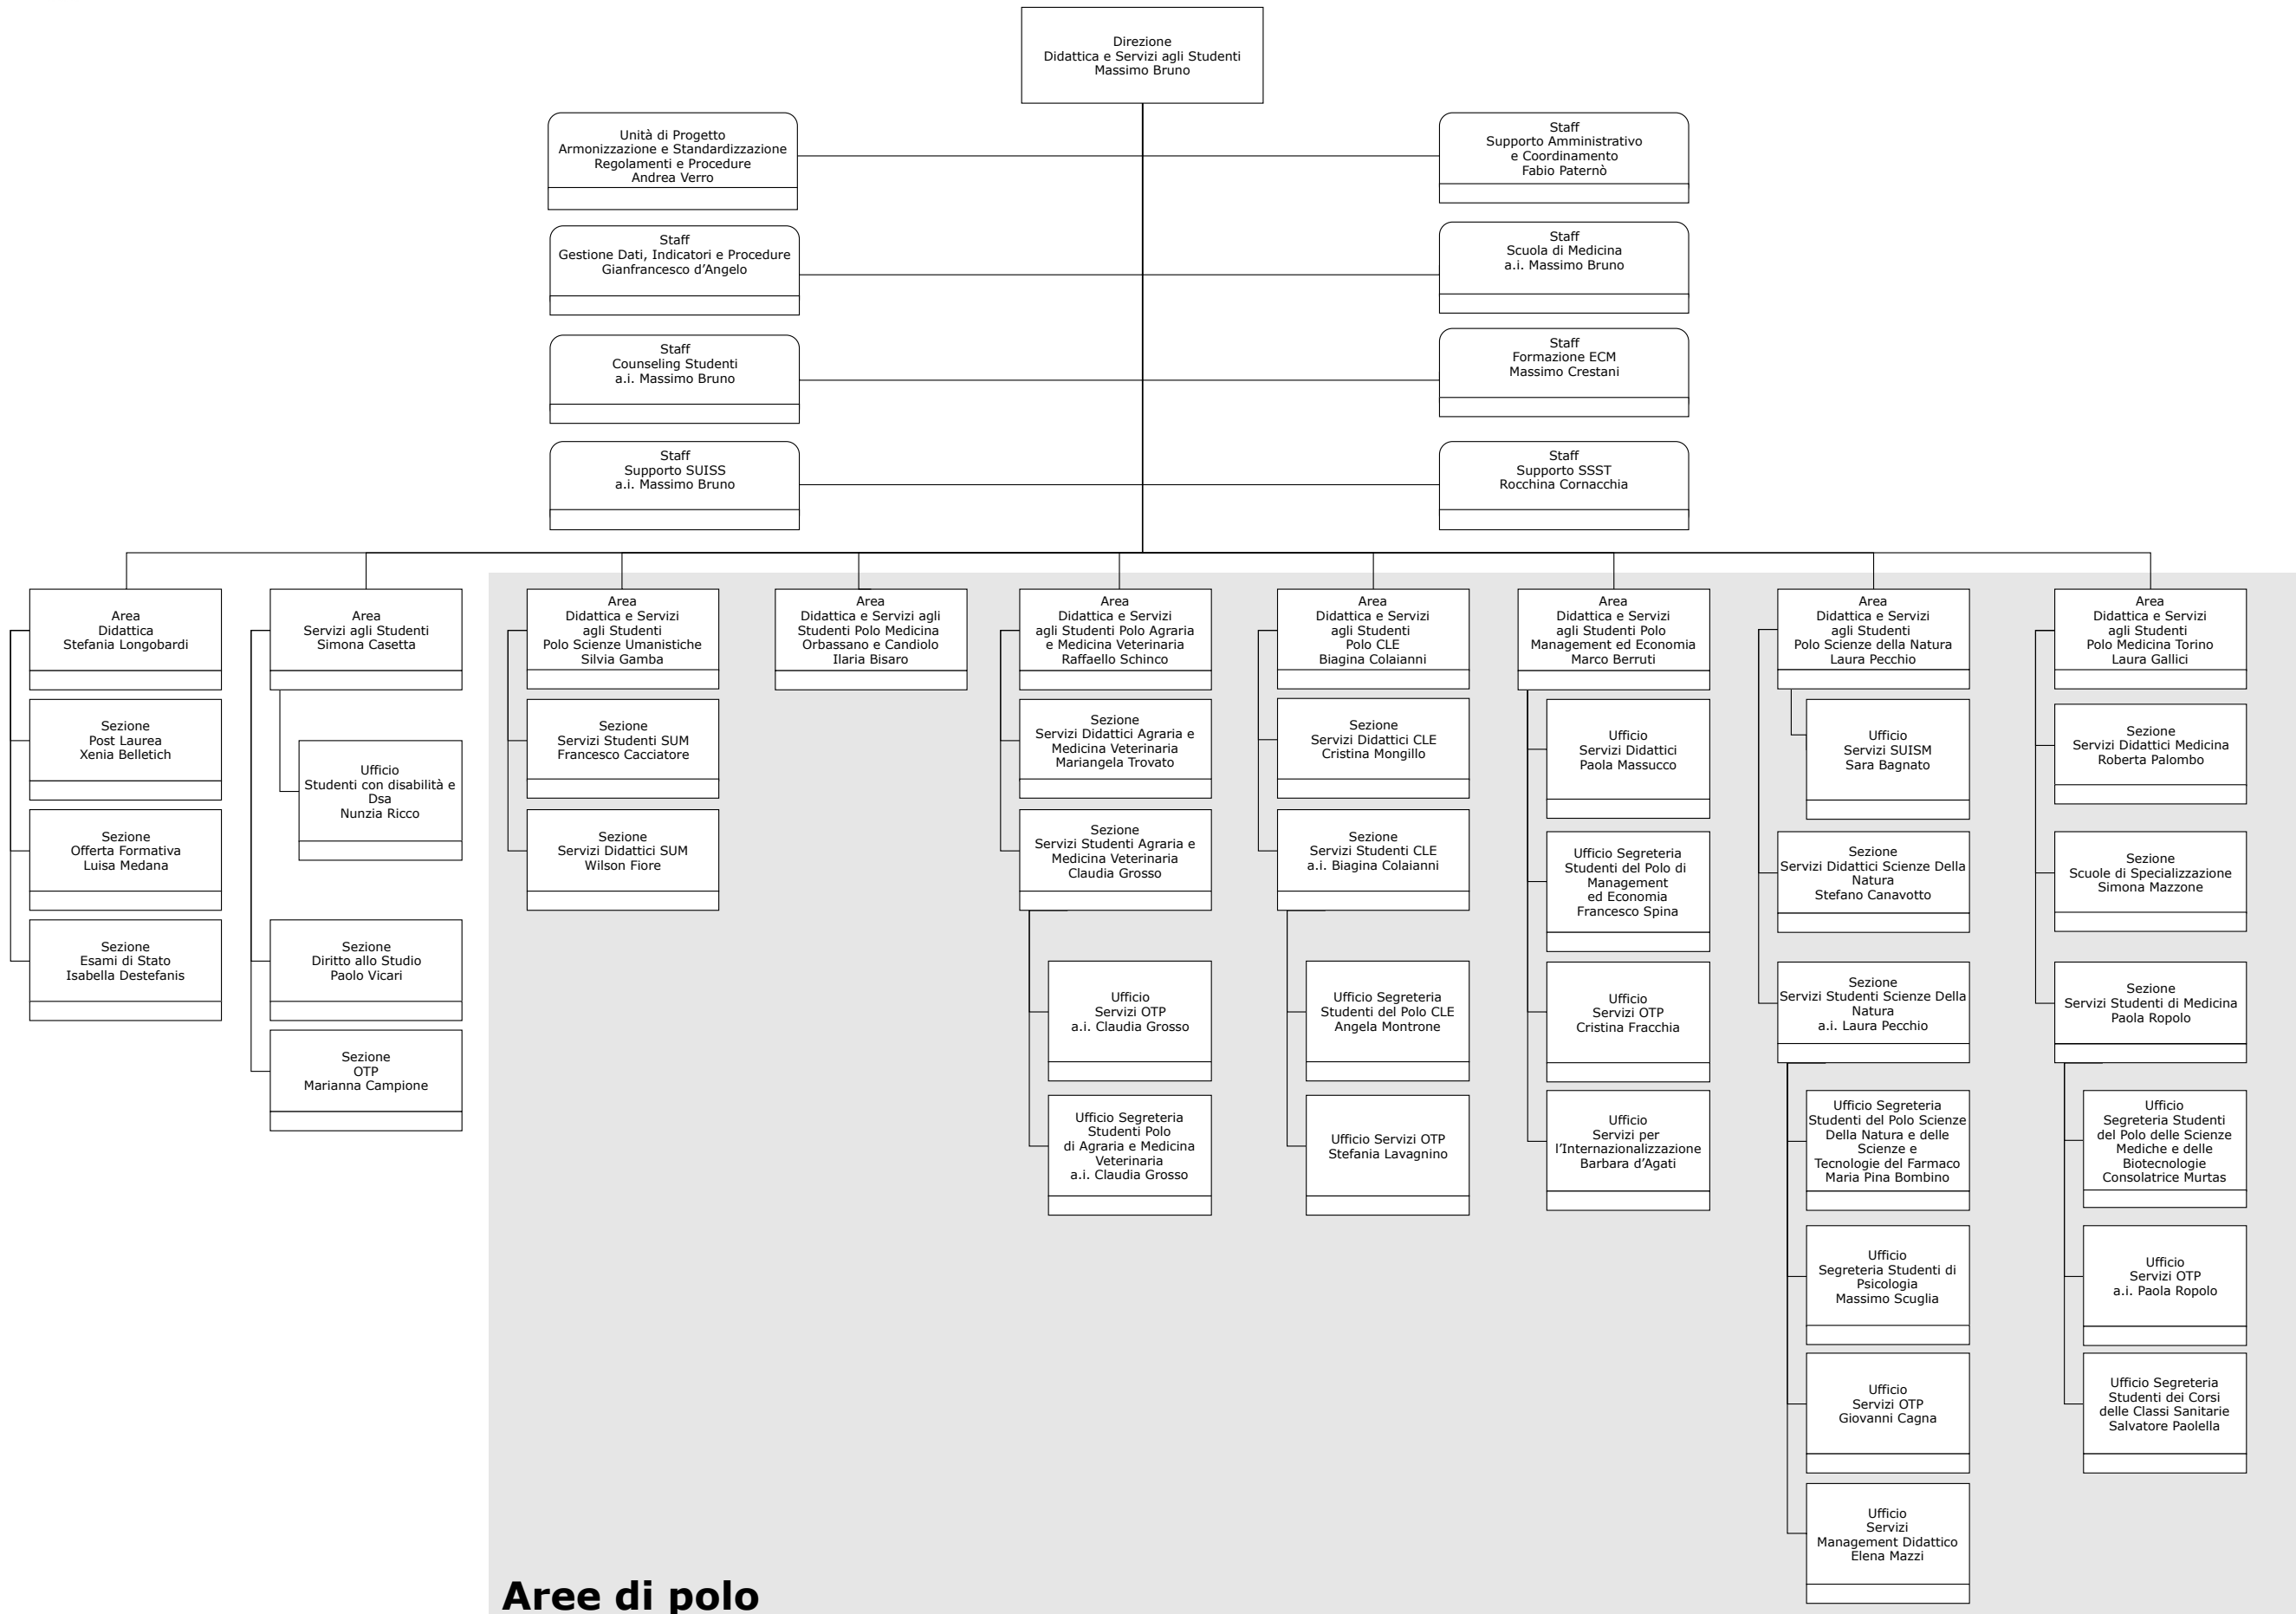 Direzione
Didattica e Servizi agli Studenti
Massimo Bruno
Unità di Progetto
Armonizzazione e Standardizzazione
Regolamenti e Procedure
Andrea Verro
Staff
Supporto Amministrativo
e Coordinamento
Fabio Paternò
Staff
Gestione Dati, Indicatori e Procedure
Gianfrancesco d’Angelo
Staff
Scuola di Medicina
a.i. Massimo Bruno
Staff
Counseling Studenti
a.i. Massimo Bruno
Staff
Formazione ECM
Massimo Crestani
Staff
Supporto SUISS
a.i. Massimo Bruno
Staff
Supporto SSST
Rocchina Cornacchia
Area
Didattica
Stefania Longobardi
Sezione
Post Laurea
Xenia Belletich
Sezione
Offerta Formativa
Luisa Medana
Sezione
Esami di Stato
Isabella Destefanis
Area
Servizi agli Studenti
Simona Casetta
Ufficio
Studenti con disabilità e
Dsa
Nunzia Ricco
Sezione
Diritto allo Studio
Paolo Vicari
Sezione
OTP
Marianna Campione
Area
Didattica e Servizi
agli Studenti
Polo Scienze Umanistiche
Silvia Gamba
Sezione
Servizi Studenti SUM
Francesco Cacciatore
Sezione
Servizi Didattici SUM
Wilson Fiore
Area
Didattica e Servizi agli
Studenti Polo Medicina
Orbassano e Candiolo
Ilaria Bisaro
Area
Didattica e Servizi
agli Studenti Polo Agraria
e Medicina Veterinaria
Raffaello Schinco
Sezione
Servizi Didattici Agraria e
Medicina Veterinaria
Mariangela Trovato
Sezione
Servizi Studenti Agraria e
Medicina Veterinaria
Claudia Grosso
Ufficio
Servizi OTP
a.i. Claudia Grosso
Ufficio Segreteria
Studenti Polo
di Agraria e Medicina
Veterinaria
a.i. Claudia Grosso
Area
Didattica e Servizi
agli Studenti
Polo CLE
Biagina Colaianni
Sezione
Servizi Didattici CLE
Cristina Mongillo
Sezione
Servizi Studenti CLE
a.i. Biagina Colaianni
Ufficio Segreteria
Studenti del Polo CLE
Angela Montrone
Ufficio Servizi OTP
Stefania Lavagnino
Area
Didattica e Servizi
agli Studenti Polo
Management ed Economia
Marco Berruti
Ufficio
Servizi Didattici
Paola Massucco
Ufficio Segreteria
Studenti del Polo di
Management
ed Economia
Francesco Spina
Ufficio
Servizi OTP
Cristina Fracchia
Ufficio
Servizi per
l’Internazionalizzazione
Barbara d’Agati
Area
Didattica e Servizi
agli Studenti
Polo Scienze della Natura
Laura Pecchio
Ufficio
Servizi SUISM
Sara Bagnato
Sezione
Servizi Didattici Scienze Della
Natura
Stefano Canavotto
Sezione
Servizi Studenti Scienze Della
Natura
a.i. Laura Pecchio
Ufficio Segreteria
Studenti del Polo Scienze
Della Natura e delle
Scienze e
Tecnologie del Farmaco
Maria Pina Bombino
Ufficio
Segreteria Studenti di
Psicologia
Massimo Scuglia
Ufficio
Servizi OTP
Giovanni Cagna
Ufficio
Servizi
Management Didattico
Elena Mazzi
Area
Didattica e Servizi
agli Studenti
Polo Medicina Torino
Laura Gallici
Sezione
Servizi Didattici Medicina
Roberta Palombo
Sezione
Scuole di Specializzazione
Simona Mazzone
Sezione
Servizi Studenti di Medicina
Paola Ropolo
Ufficio
Segreteria Studenti
del Polo delle Scienze
Mediche e delle
Biotecnologie
Consolatrice Murtas
Ufficio
Servizi OTP
a.i. Paola Ropolo
Ufficio Segreteria
Studenti dei Corsi
delle Classi Sanitarie
Salvatore Paolella
Aree di polo